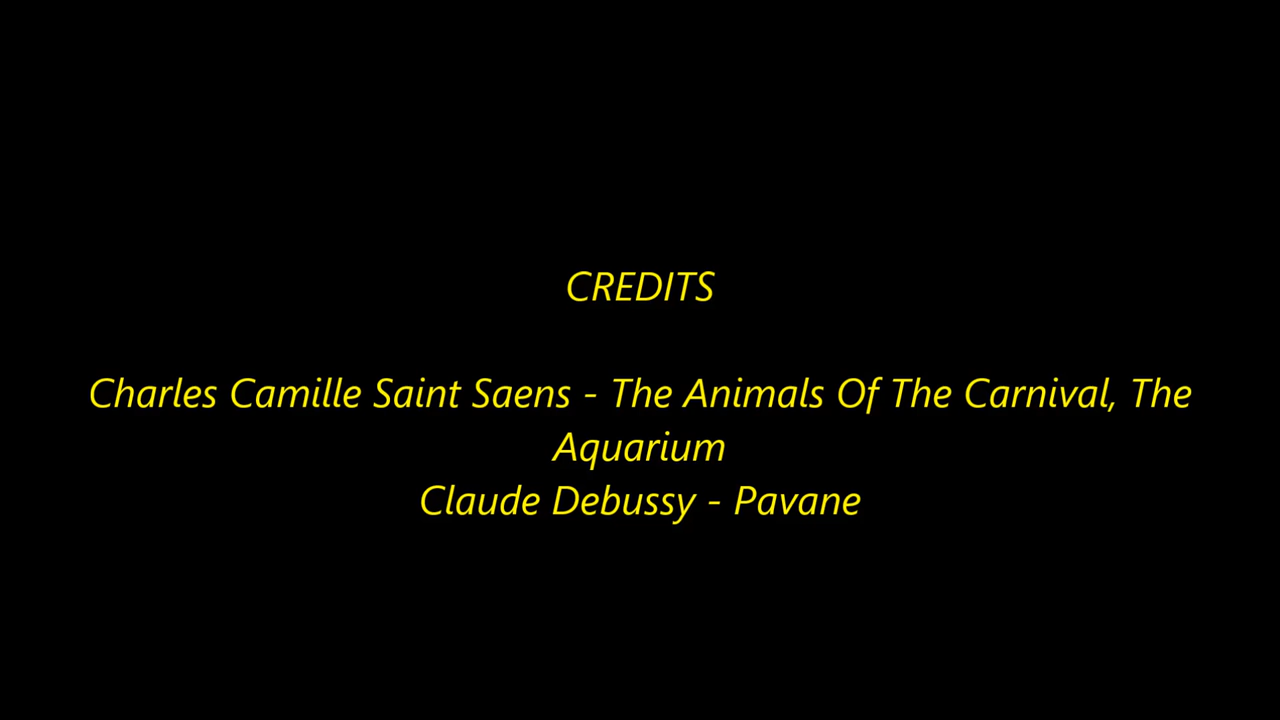 CREDITS
Charles Camille Saint Saens - The Animals Of The Carnival, The
Aquarium
Claude Debussy - Pavane